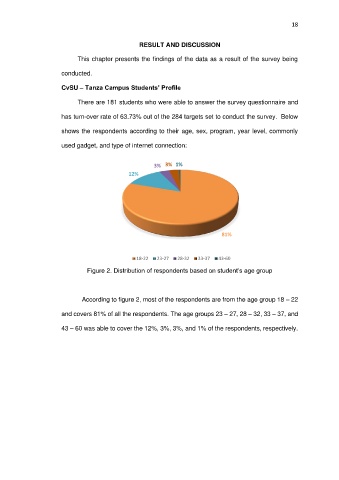 18
RESULT AND DISCUSSION
This chapter presents the findings of the data as a result of the survey being
conducted.
CvSU – Tanza Campus Students' Profile
There are 181 students who were able to answer the survey questionnaire and
has turn-over rate of 63.73% out of the 284 targets set to conduct the survey. Below
shows the respondents according to their age, sex, program, year level, commonly
used gadget, and type of internet connection:
3% 3% 1%
12%
81%
18-22 23-27 28-32 33-37 43-60
Figure 2. Distribution of respondents based on student's age group
According to figure 2, most of the respondents are from the age group 18 – 22
and covers 81% of all the respondents. The age groups 23 – 27, 28 – 32, 33 – 37, and
43 – 60 was able to cover the 12%, 3%, 3%, and 1% of the respondents, respectively.